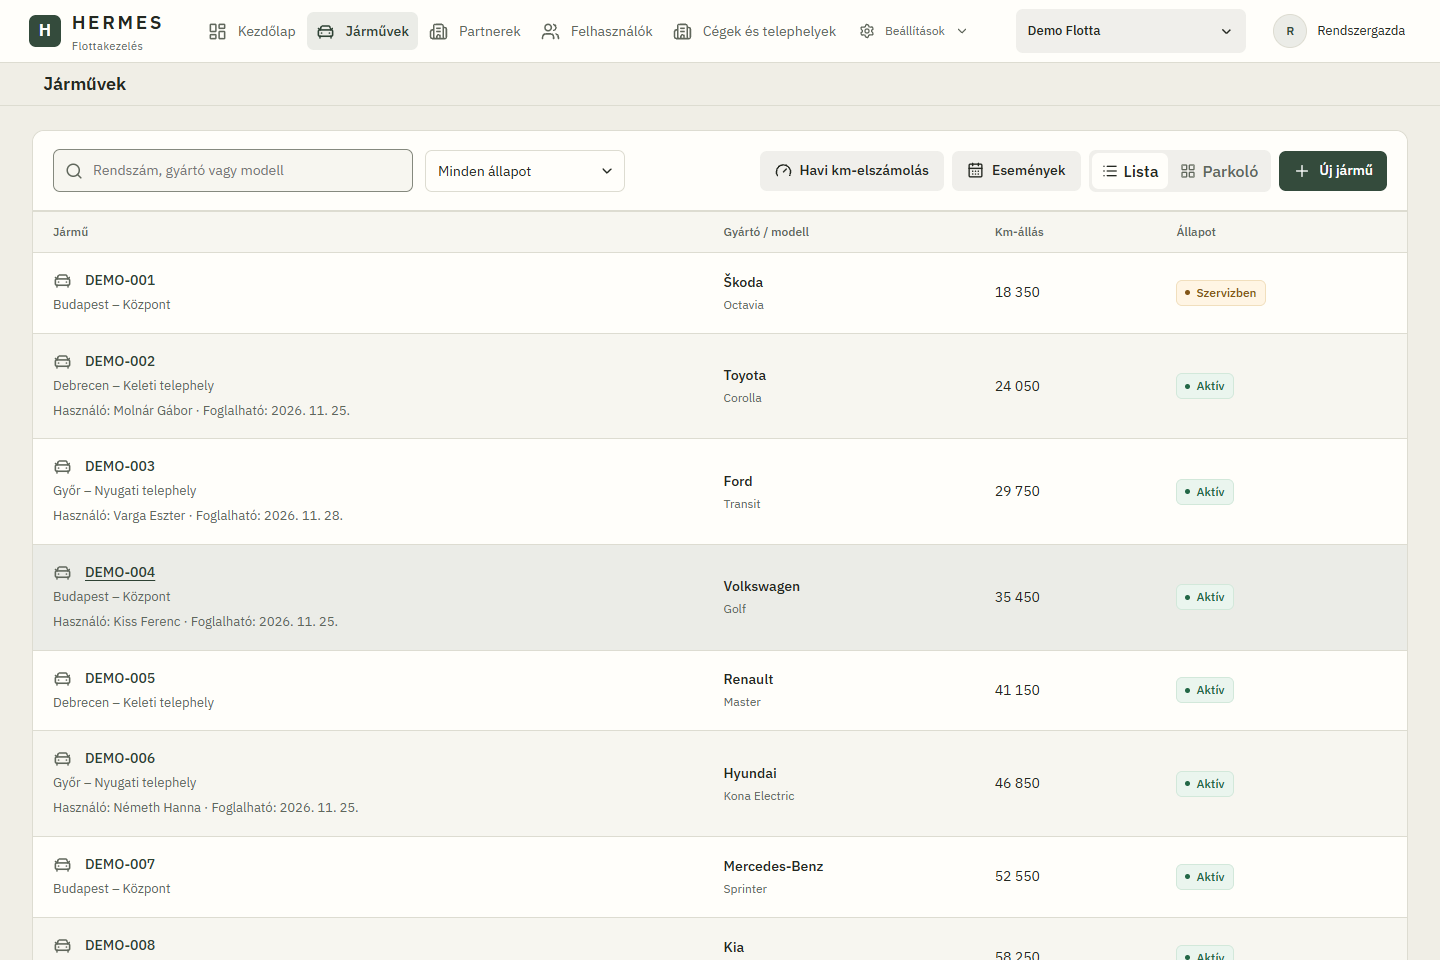 H HERMES
Flottakezelés
Kezdőlap
Járművek
Partnerek
Felhasználók
Cégek és telephelyek
Beállítások
Demo Flotta
R
Rendszergazda
Járművek
Rendszám, gyártó vagy modell
Minden állapot
Havi km-elszámolás
Események
Lista
Parkoló
Új jármű
Jármű
Gyártó / modell
Km-állás
Állapot
DEMO-001
Budapest – Központ
Škoda
Octavia
18 350
Szervizben
DEMO-002
Debrecen – Keleti telephely
Használó: Molnár Gábor · Foglalható: 2026. 11. 25.
Toyota
Corolla
24 050
Aktív
DEMO-003
Győr – Nyugati telephely
Használó: Varga Eszter · Foglalható: 2026. 11. 28.
Ford
Transit
29 750
Aktív
DEMO-004
Budapest – Központ
Használó: Kiss Ferenc · Foglalható: 2026. 11. 25.
Volkswagen
Golf
35 450
Aktív
DEMO-005
Debrecen – Keleti telephely
Renault
Master
41 150
Aktív
DEMO-006
Győr – Nyugati telephely
Használó: Németh Hanna · Foglalható: 2026. 11. 25.
Hyundai
Kona Electric
46 850
Aktív
DEMO-007
Budapest – Központ
Mercedes-Benz
Sprinter
52 550
Aktív
DEMO-008
Kia
58 250
Aktív